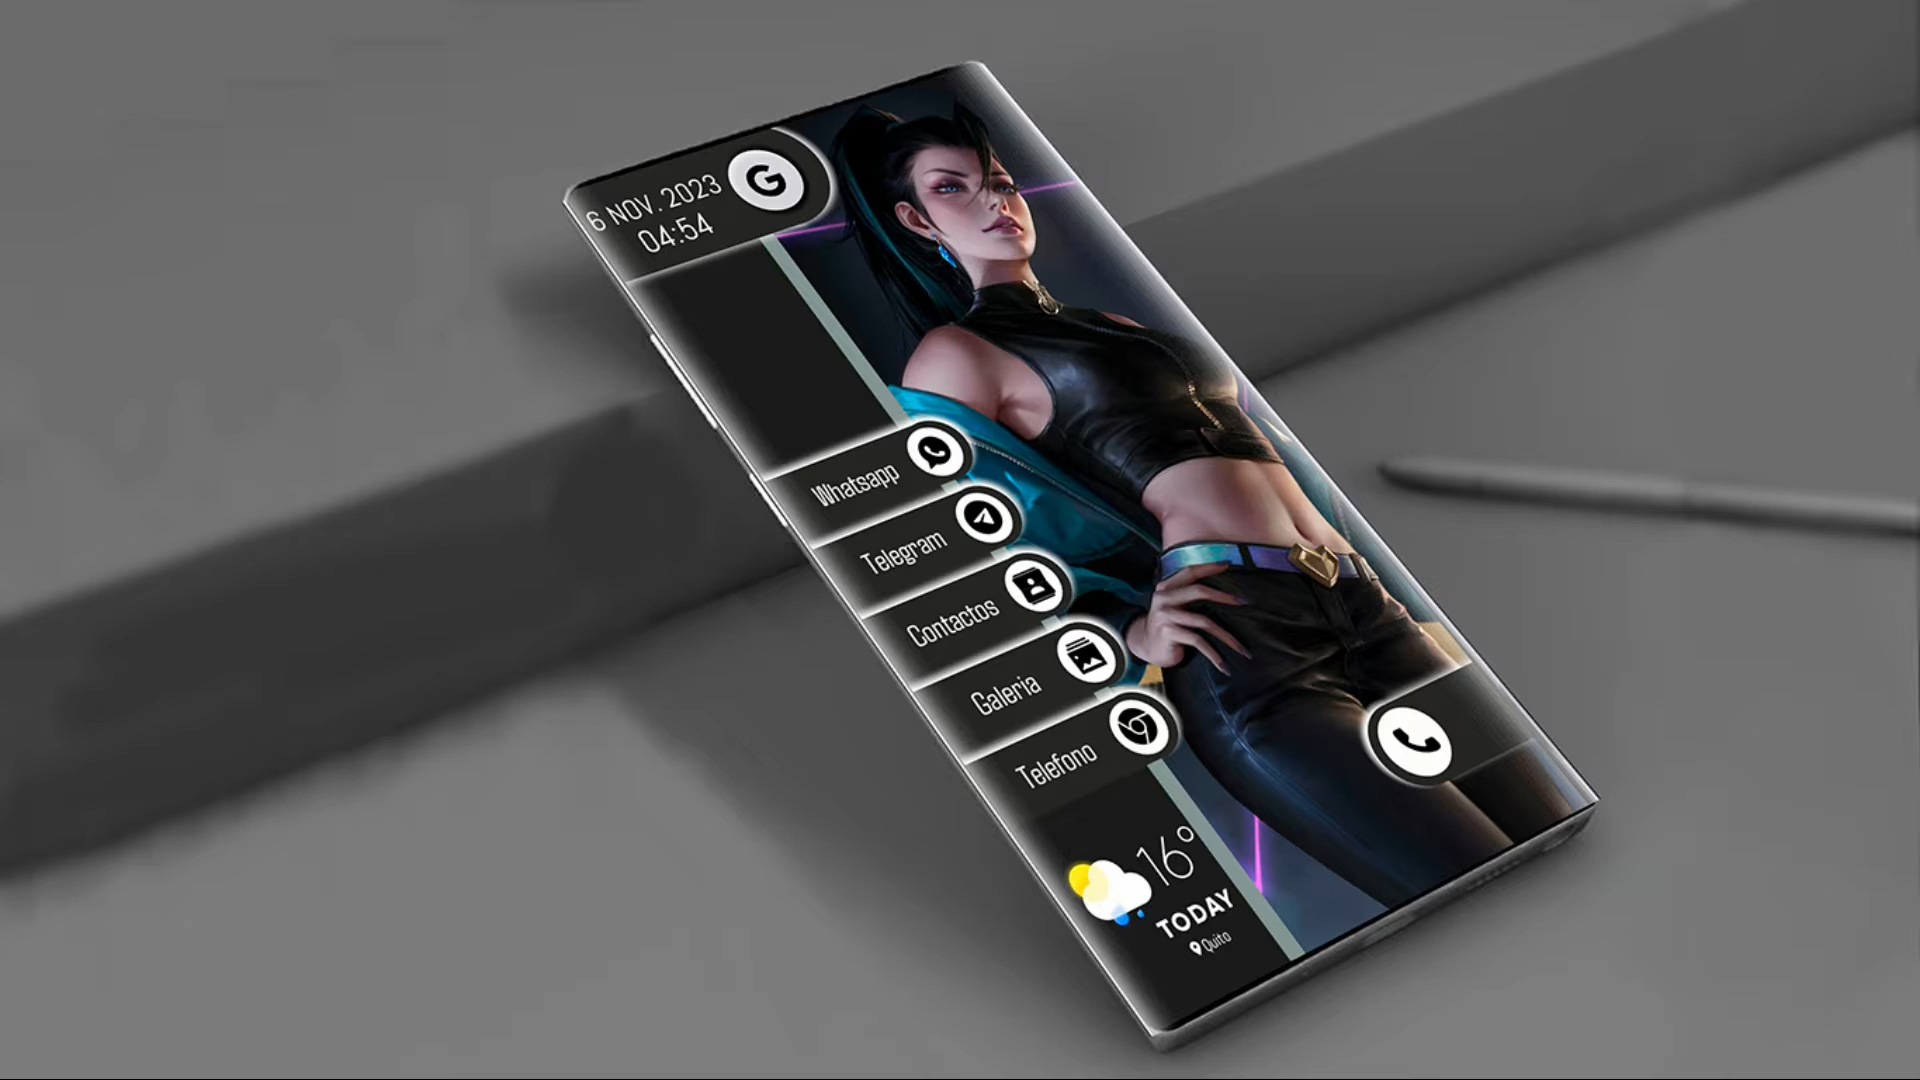 6 NOV. 2023
04:54
Whatsapp
Telegram
Contactos
Galeria
Telefono
16°
TODAY
Quito